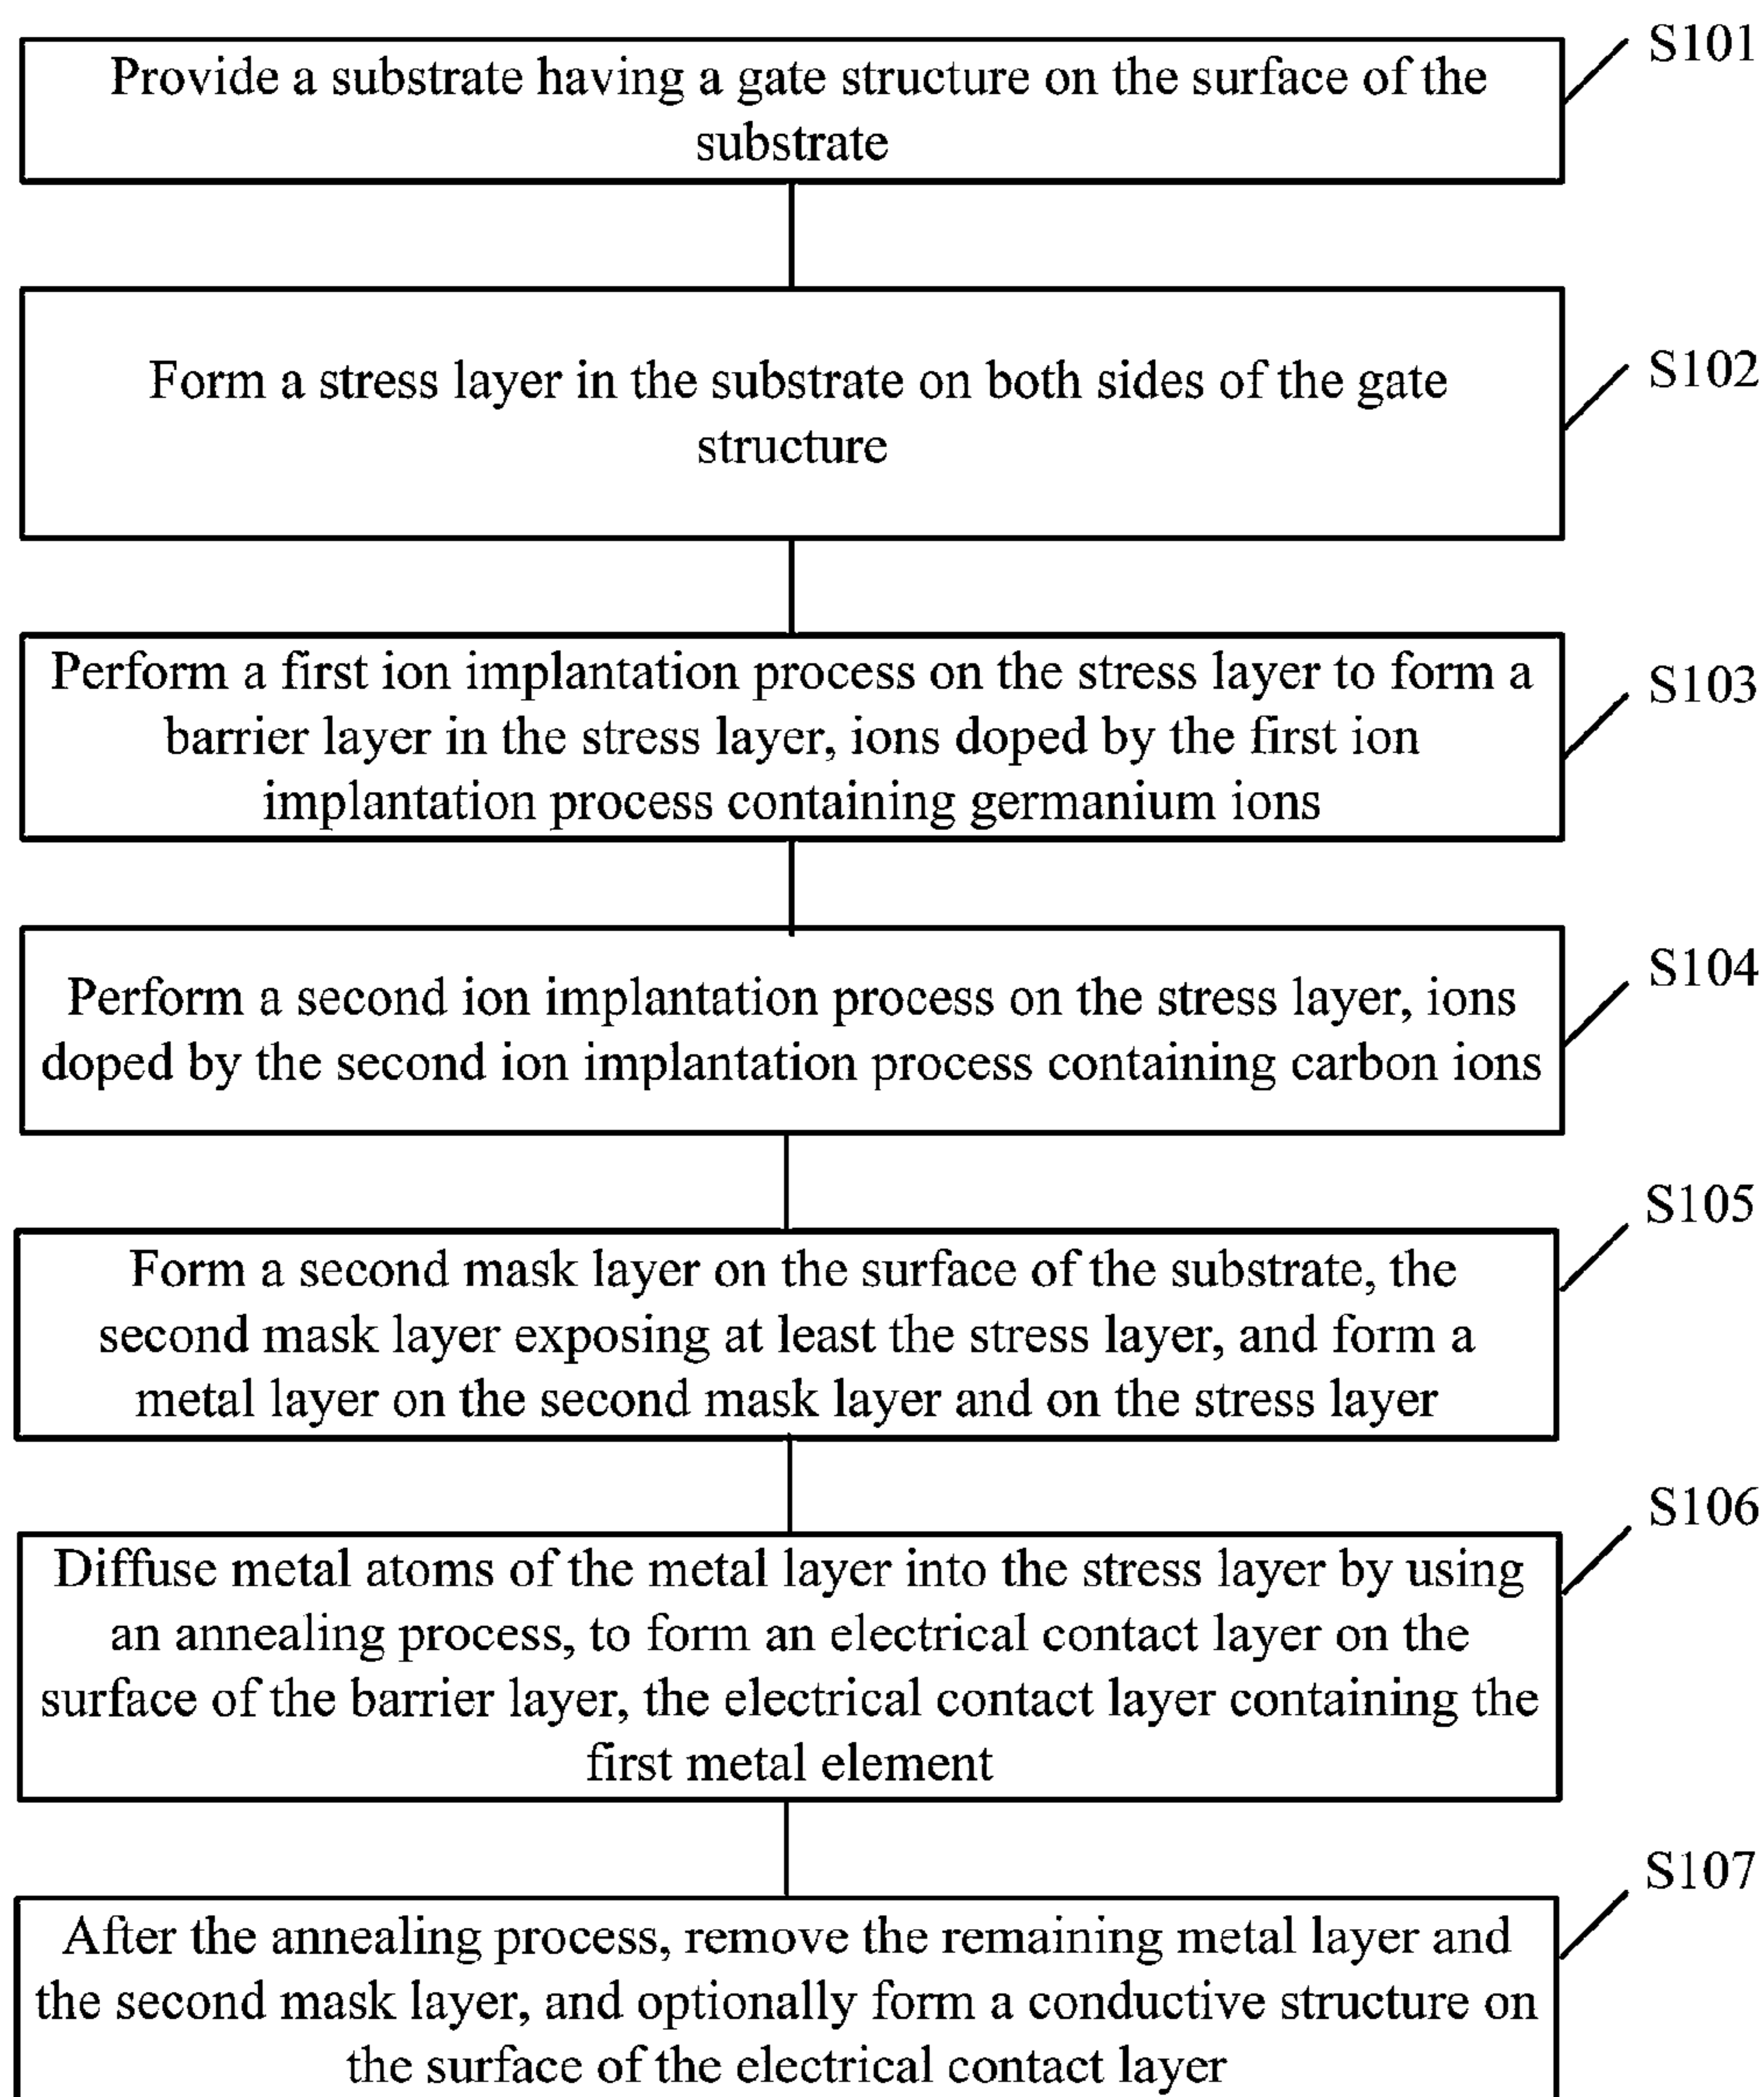 S101
Provide a substrate having a gate structure on the surface of the
substrate
S102
Form a stress layer in the substrate on both sides of the gate
structure
S103
Perform a first ion implantation process on the stress layer to form a
barrier layer in the stress layer, ions doped by the first ion
implantation process containing germanium ions
S104
Perform a second ion implantation process on the stress layer, ions
doped by the second ion implantation process containing carbon ions
S105
Form a second mask layer on the surface of the substrate, the
second mask layer exposing at least the stress layer, and form a
metal layer on the second mask layer and on the stress layer
S106
Diffuse metal atoms of the metal layer into the stress layer by using
an annealing process, to form an electrical contact layer on the
surface of the barrier layer, the electrical contact layer containing the
first metal element
S107
After the annealing process, remove the remaining metal layer and
the second mask layer, and optionally form a conductive structure on
the surface of the electrical contact layer